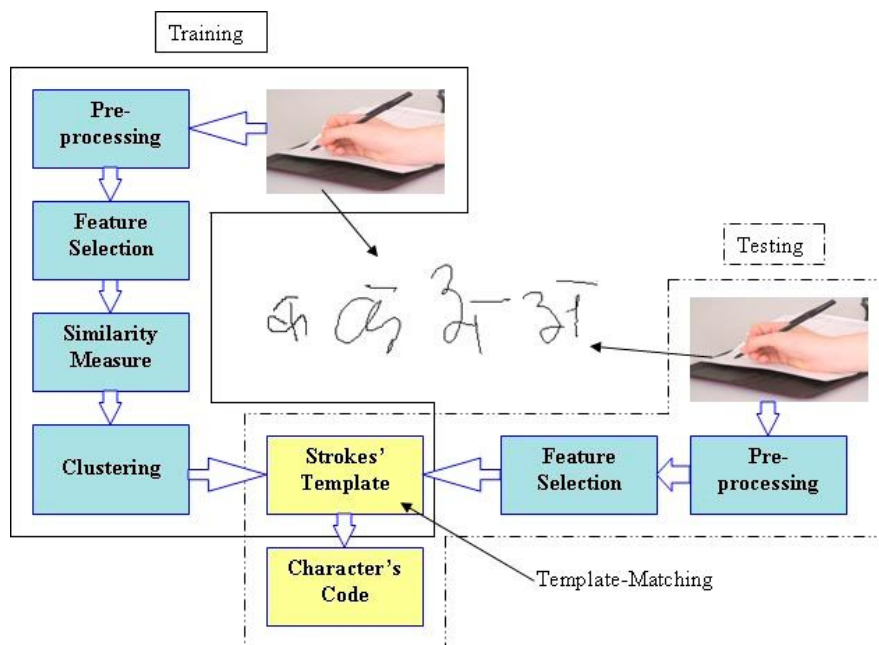 Training
Pre-
processing
Feature
Selection
Similarity
Measure
Clustering
Strokes'
Template
Character's
Code
Testing
Pre-
processing
Feature
Selection
Template-Matching